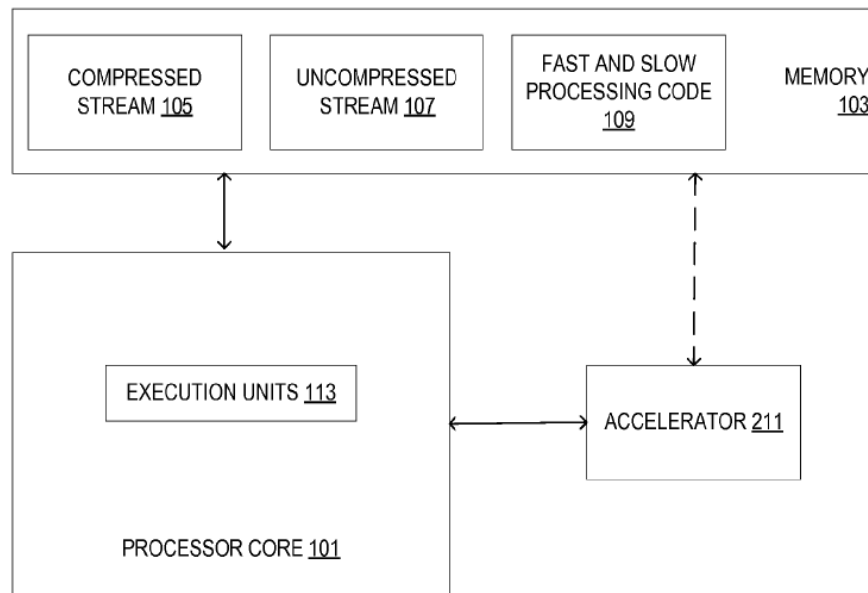 COMPRESSED
STREAM 105
UNCOMPRESSED
STREAM 107
FAST AND SLOW
PROCESSING CODE
109
MEMORY
103
EXECUTION UNITS 113
ACCELERATOR 211
PROCESSOR CORE 101